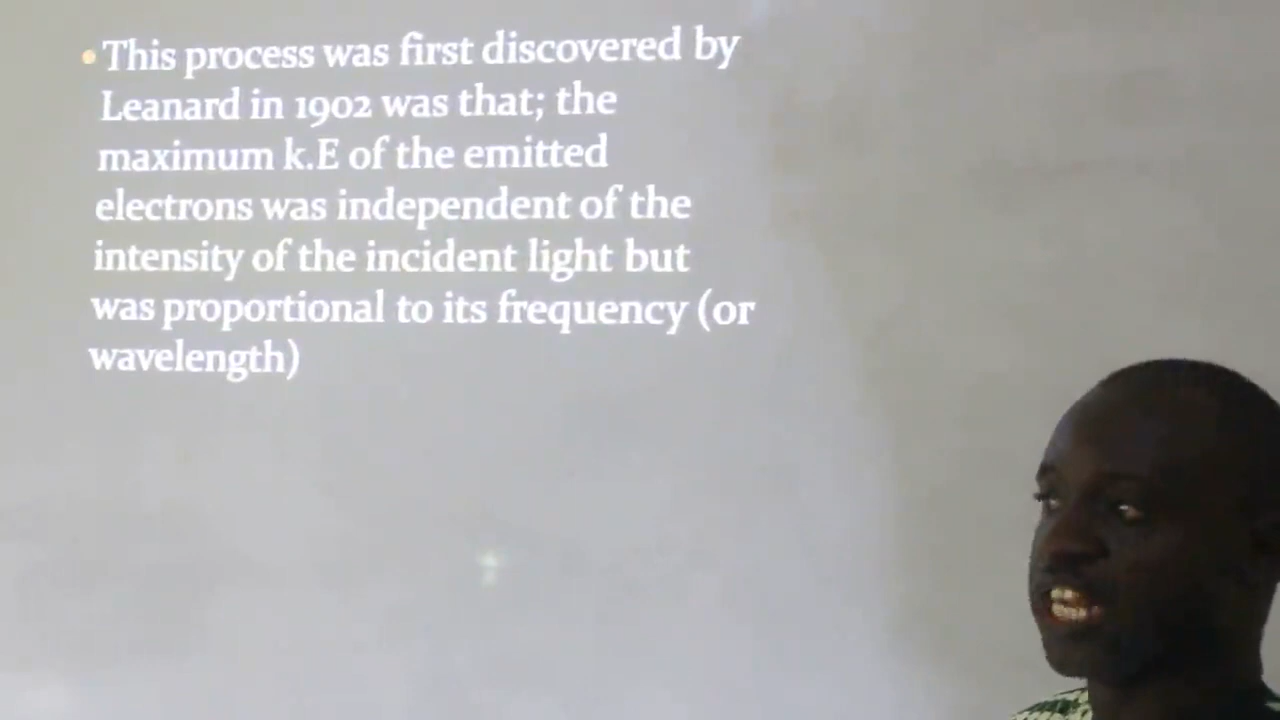 This process was first discovered by
Leanard in 1902 was that; the
maximum k.E of the emitted
electrons was independent of the
intensity of the incident light but
was proportional to its frequency (or
wavelength)